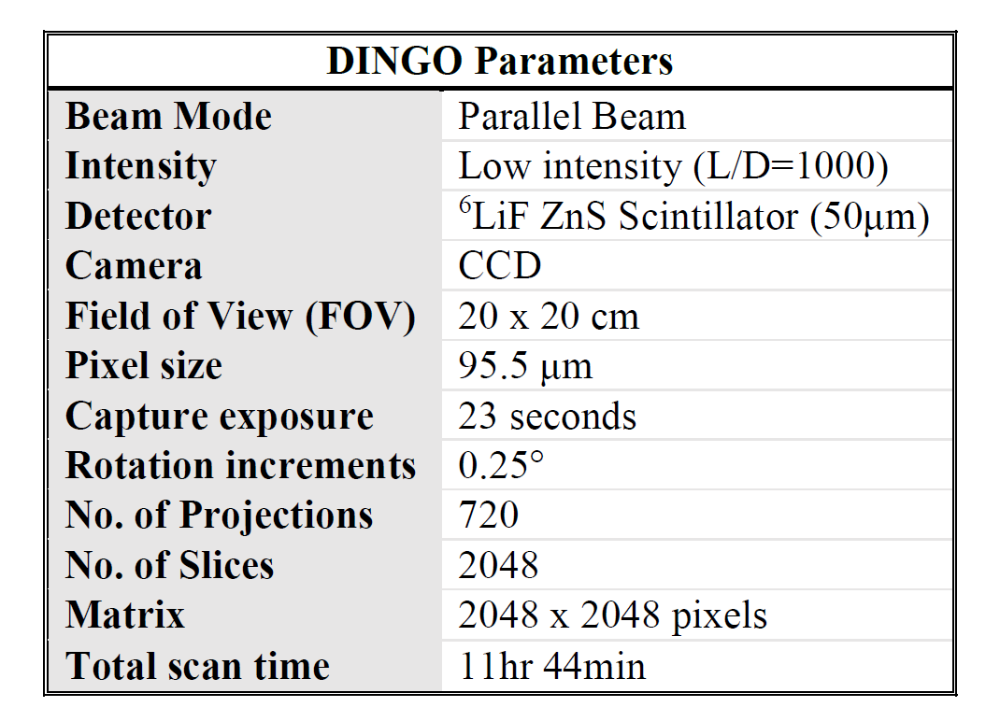 DINGO Parameters
Beam Mode Parallel Beam
Intensity Low intensity (L/D=1000)
Detector ⁶LiF ZnS Scintillator (50μm)
Camera CCD
Field of View (FOV) 20 x 20 cm
Pixel size 95.5 μm
Capture exposure 23 seconds
Rotation increments 0.25°
No. of Projections 720
No. of Slices 2048
Matrix 2048 x 2048 pixels
Total scan time 11hr 44min